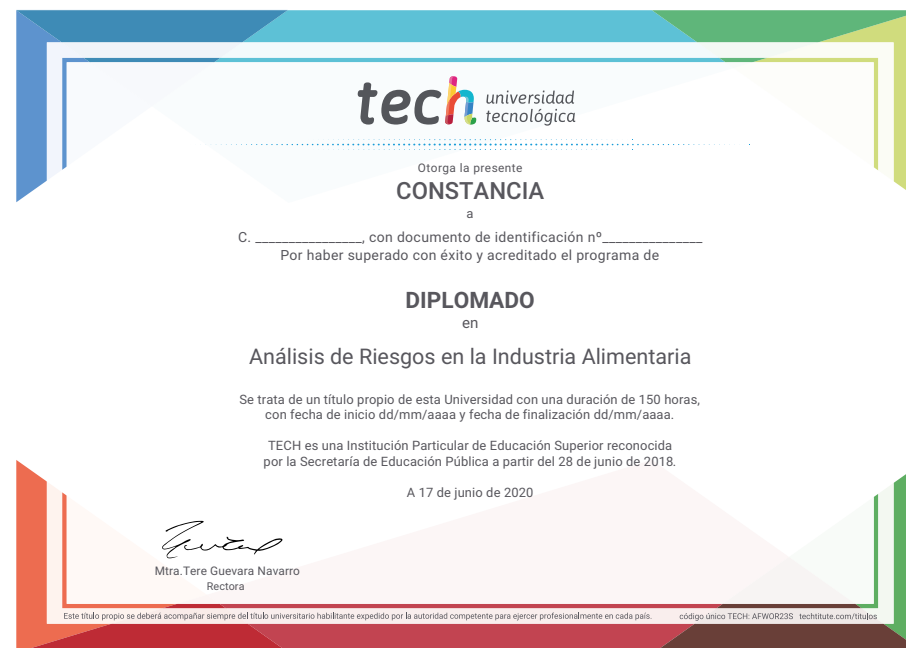 tech universidad
tecnológica
Otorga la presente
CONSTANCIA
a
C. ________________, con documento de identificación nº_______________
Por haber superado con éxito y acreditado el programa de
DIPLOMADO
en
Análisis de Riesgos en la Industria Alimentaria
Se trata de un título propio de esta Universidad con una duración de 150 horas,
con fecha de inicio dd/mm/aaaa y fecha de finalización dd/mm/aaaa.
TECH es una Institución Particular de Educación Superior reconocida
por la Secretaría de Educación Pública a partir del 28 de junio de 2018.
A 17 de junio de 2020
Mtra.Tere Guevara Navarro
Rectora
Este título propio se deberá acompañar siempre del título universitario habilitante expedido por la autoridad competente para ejercer profesionalmente en cada país. código único TECH: AFWOR23S techtitute.com/titulos